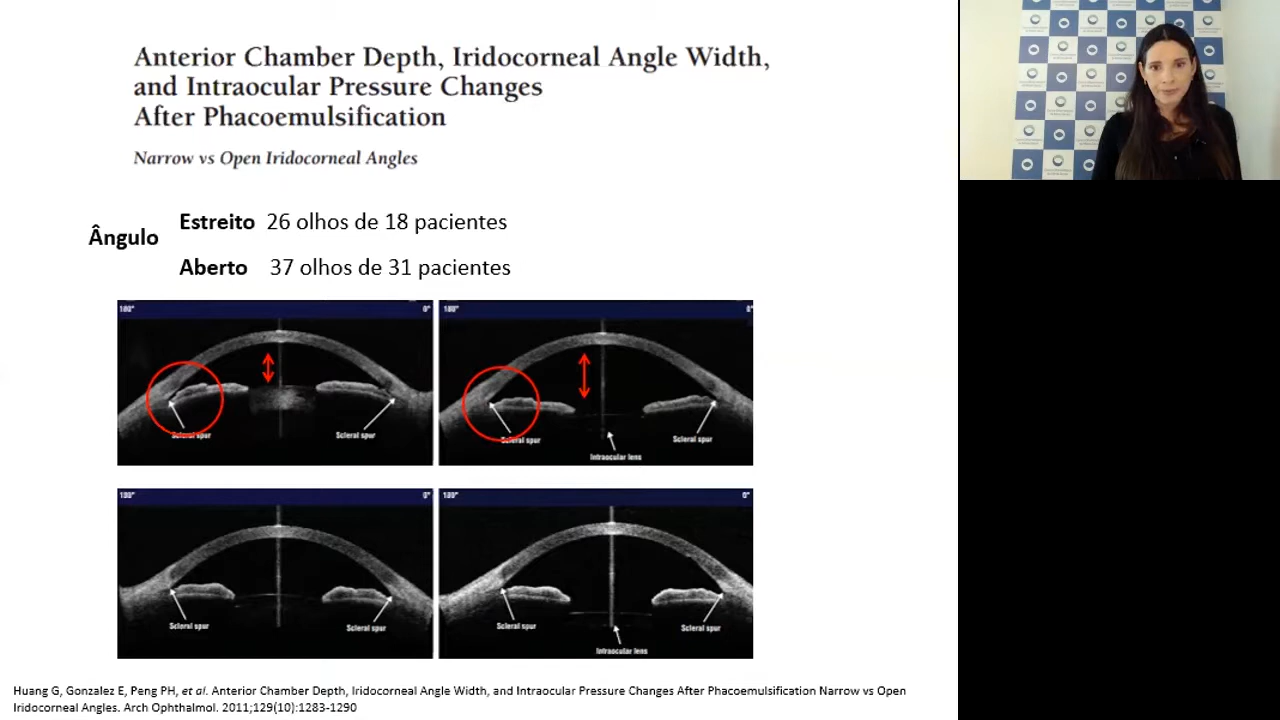 Anterior Chamber Depth, Iridocorneal Angle Width,
and Intraocular Pressure Changes
After Phacoemulsification
Narrow vs Open Iridocorneal Angles
Ângulo
Estreito 26 olhos de 18 pacientes
Aberto 37 olhos de 31 pacientes
180° 0°
180° 0°
Scleral spur
Scleral spur
Scleral spur
Scleral spur
Intraocular lens
180° 0°
180° 0°
Scleral spur
Scleral spur
Scleral spur
Scleral spur
Intraocular lens
Huang G, Gonzalez E, Peng PH, et al. Anterior Chamber Depth, Iridocorneal Angle Width, and Intraocular Pressure Changes After Phacoemulsification Narrow vs Open
Iridocorneal Angles. Arch Ophthalmol. 2011;129(10):1283-1290